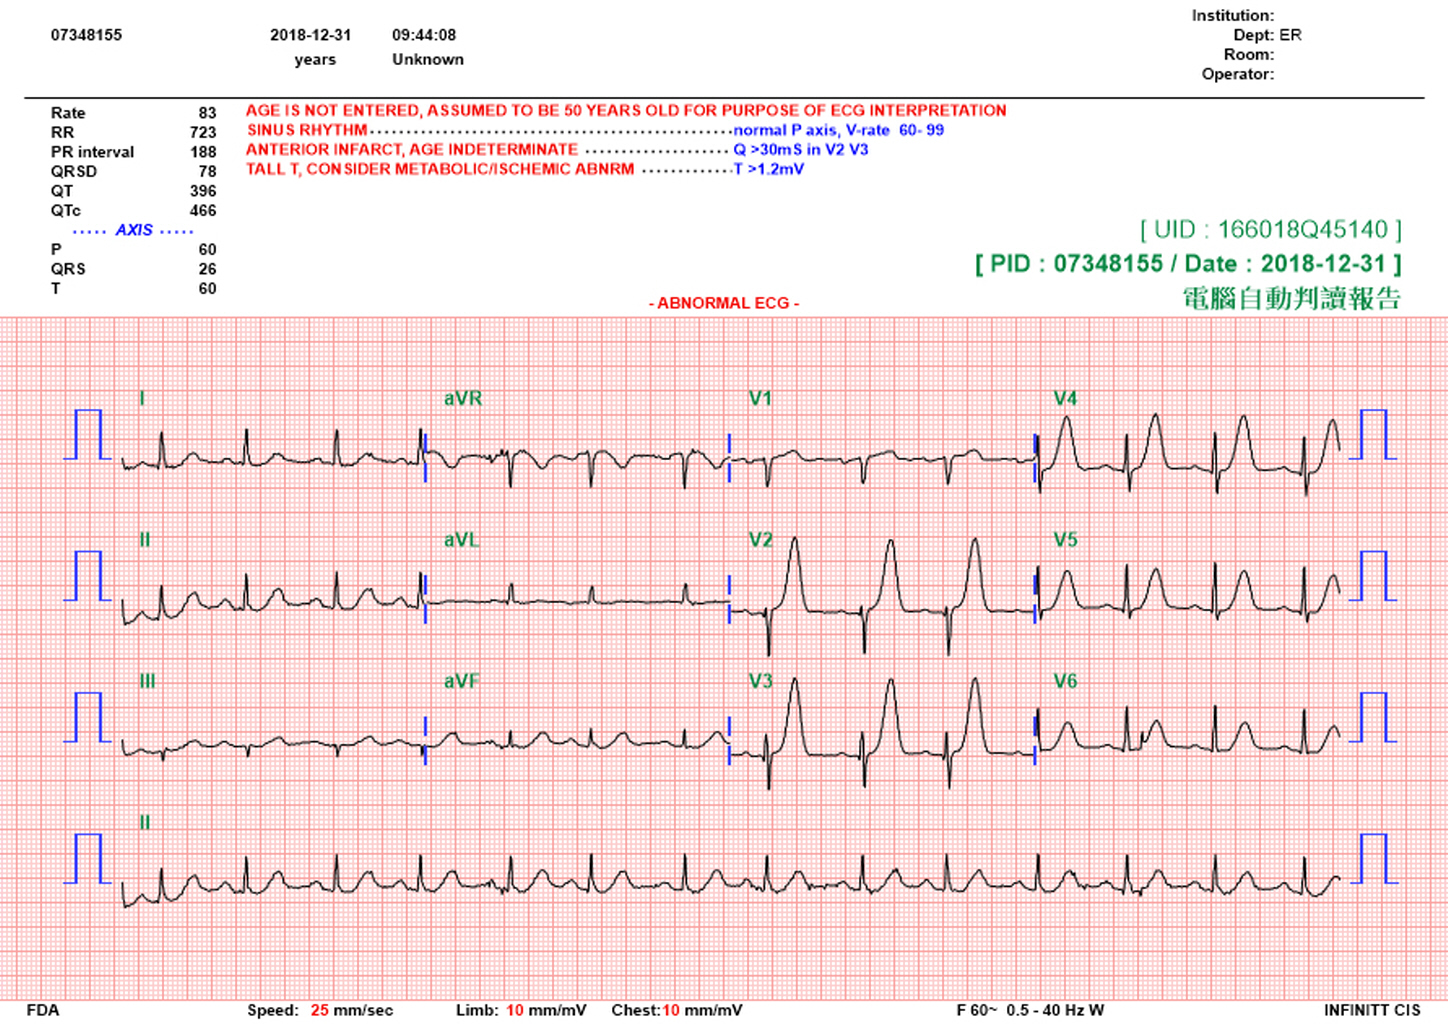 Institution:
07348155 2018-12-31 09:44:08 Dept: ER
years Unknown Room:
Operator:
Rate 83 AGE IS NOT ENTERED, ASSUMED TO BE 50 YEARS OLD FOR PURPOSE OF ECG INTERPRETATION
RR 723 SINUS RHYTHM normal P axis, V-rate 60- 99
PR interval 188 ANTERIOR INFARCT, AGE INDETERMINATE Q >30mS in V2 V3
QRSD 78 TALL T, CONSIDER METABOLIC/ISCHEMIC ABNRM T >1.2mV
QT 396
QTc 466
AXIS [ UID : 166018Q45140 ]
P 60
QRS 26 [ PID : 07348155 / Date : 2018-12-31 ]
T 60 電腦自動判讀報告
- ABNORMAL ECG -
I aVR V1 V4
II aVL V2 V5
III aVF V3 V6
II
FDA Speed: 25 mm/sec Limb: 10 mm/mV Chest:10 mm/mV F 60~ 0.5 - 40 Hz W INFINITT CIS